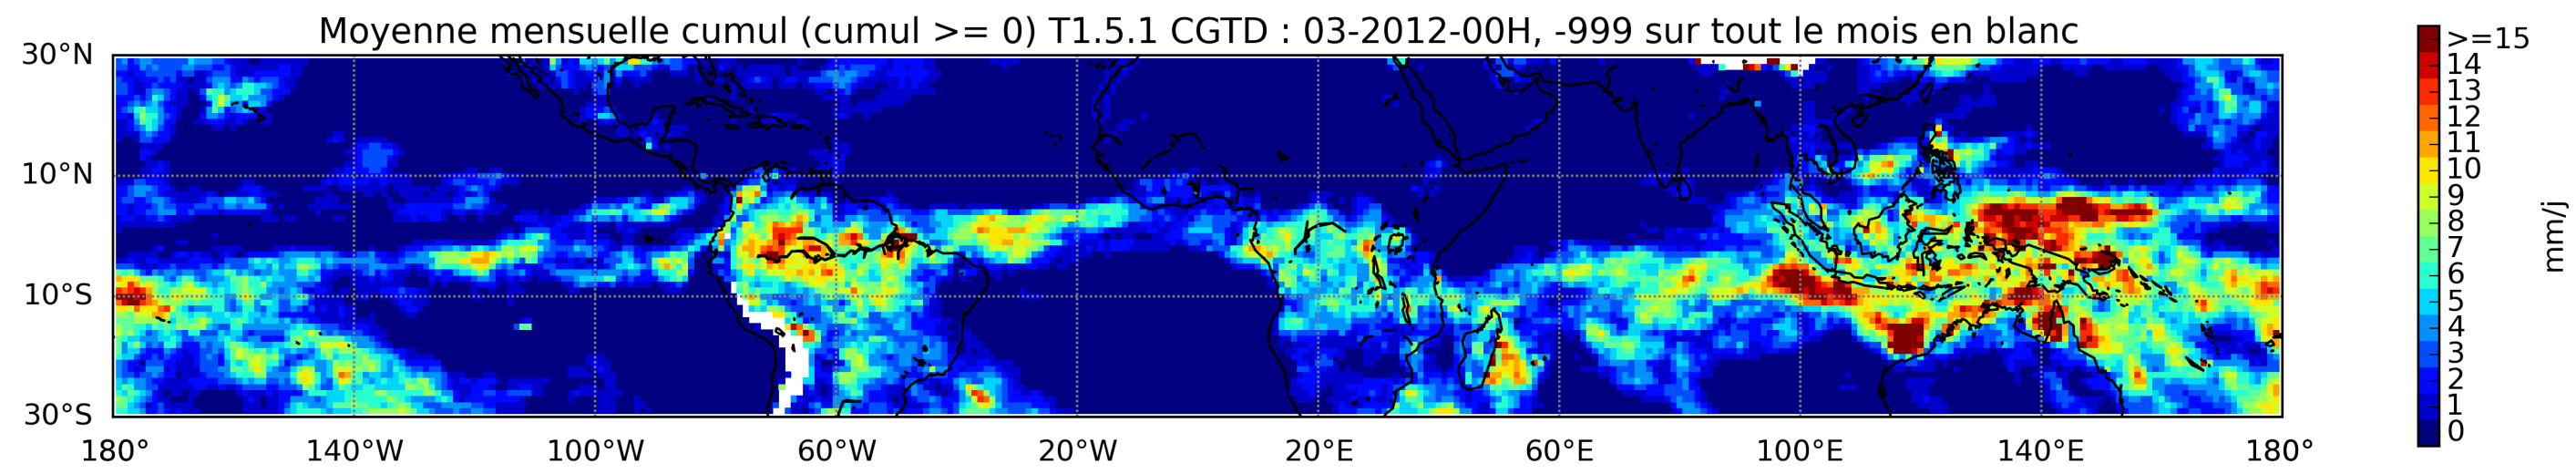 Moyenne mensuelle cumul (cumul >= 0) T1.5.1 CGTD : 03-2012-00H, -999 sur tout le mois en blanc
30°N
10°N
10°S
30°S
180°
140°W
100°W
60°W
20°W
20°E
60°E
100°E
140°E
180°
>=15
14
13
12
11
10
9
8
7
6
5
4
3
2
1
0
mm/j